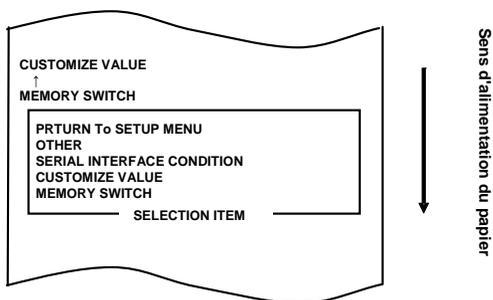 CUSTOMIZE VALUE
↑
MEMORY SWITCH
PRTURN To SETUP MENU
OTHER
SERIAL INTERFACE CONDITION
CUSTOMIZE VALUE
MEMORY SWITCH
SELECTION ITEM
Sens d'alimentation du papier